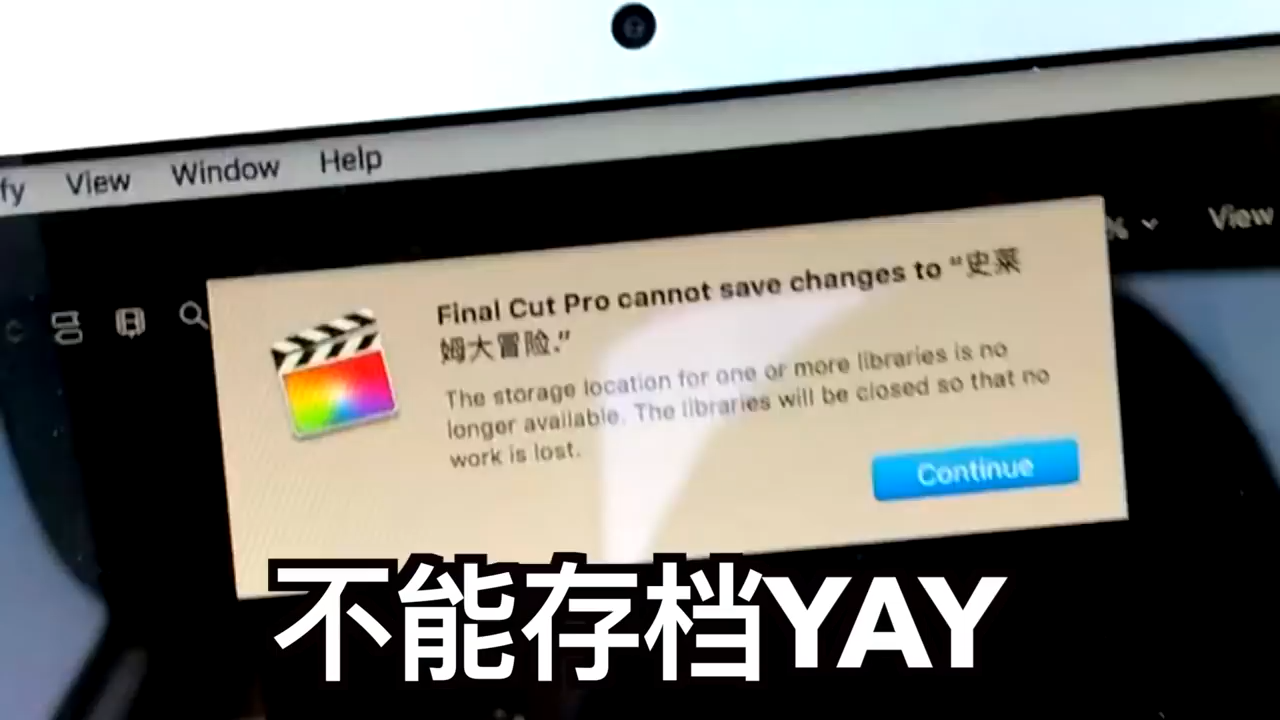 View Window Help
% View
Final Cut Pro cannot save changes to “史莱
姆大冒险.”
The storage location for one or more libraries is no
longer available. The libraries will be closed so that no
work is lost.
Continue
不能存档YAY